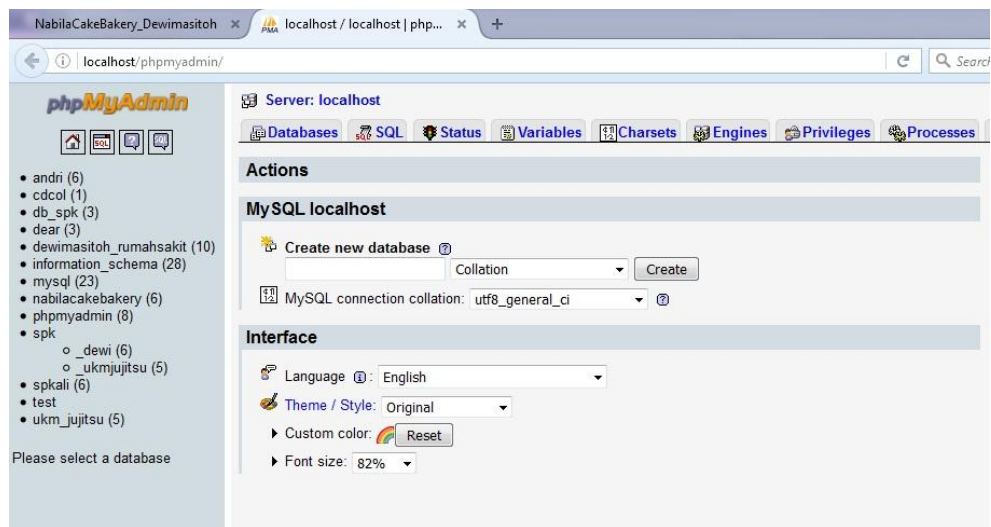 NabilaCakeBakery_Dewimasitoh
localhost / localhost | php...
localhost/phpmyadmin/
Search
phpMyAdmin
SQL
andri (6)
cdcol (1)
db_spk (3)
dear (3)
dewimasitoh_rumahsakit (10)
information_schema (28)
mysql (23)
nabilacakebakery (6)
phpmyadmin (8)
spk
_dewi (6)
_ukmjujitsu (5)
spkali (6)
test
ukm_jujitsu (5)
Please select a database
Server: localhost
Databases SQL Status Variables Charsets Engines Privileges Processes
Actions
MySQL localhost
Create new database
Collation Create
MySQL connection collation: utf8_general_ci
Interface
Language: English
Theme / Style: Original
Custom color: Reset
Font size: 82%